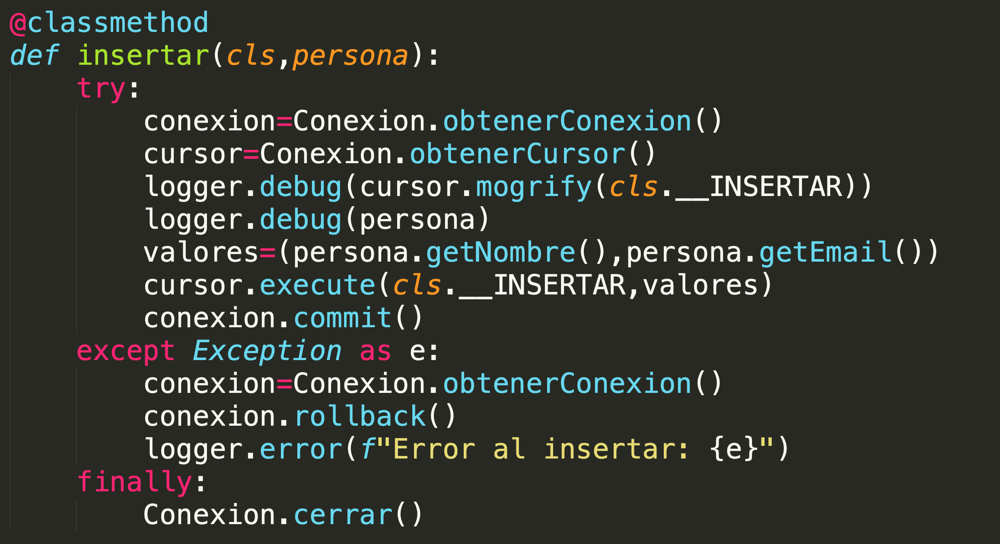 @classmethod
def insertar(cls,persona):
    try:
        conexion=Conexion.obtenerConexion()
        cursor=Conexion.obtenerCursor()
        logger.debug(cursor.mogrify(cls.__INSERTAR))
        logger.debug(persona)
        valores=(persona.getNombre(),persona.getEmail())
        cursor.execute(cls.__INSERTAR,valores)
        conexion.commit()
    except Exception as e:
        conexion=Conexion.obtenerConexion()
        conexion.rollback()
        logger.error(f"Error al insertar: {e}")
    finally:
        Conexion.cerrar()